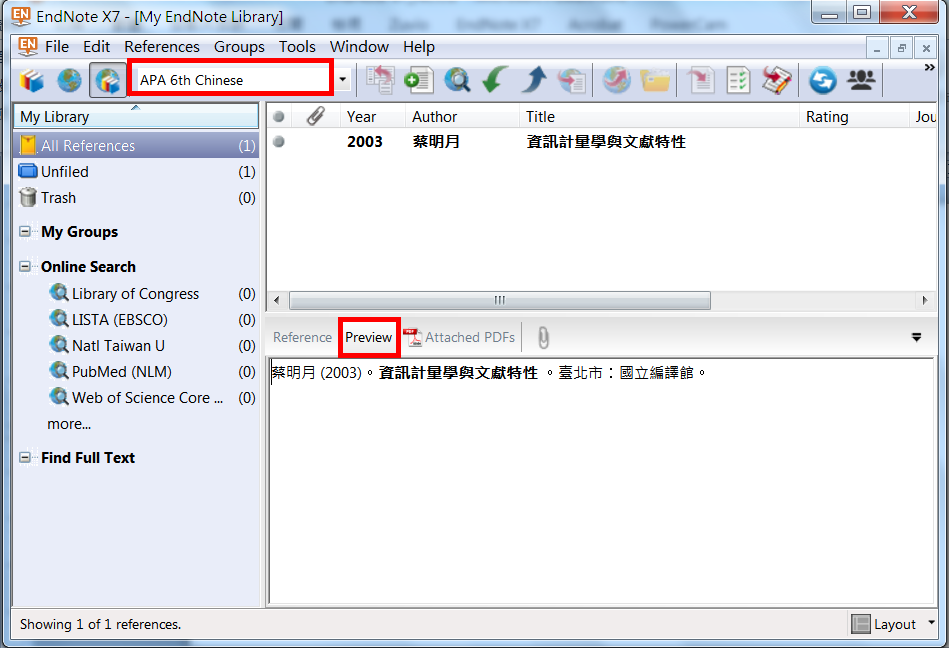 EndNote X7 - [My EndNote Library]
File Edit References Groups Tools Window Help
APA 6th Chinese
My Library
Year Author Title Rating Jou
All References (1)
2003 蔡明月 資訊計量學與文獻特性
Unfiled (1)
Trash (0)
My Groups
Online Search
Library of Congress (0)
LISTA (EBSCO) (0)
Natl Taiwan U (0)
PubMed (NLM) (0)
Web of Science Core ... (0)
more...
Find Full Text
Reference Preview Attached PDFs
蔡明月 (2003)。資訊計量學與文獻特性 。臺北市：國立編譯館。
Showing 1 of 1 references.
Layout